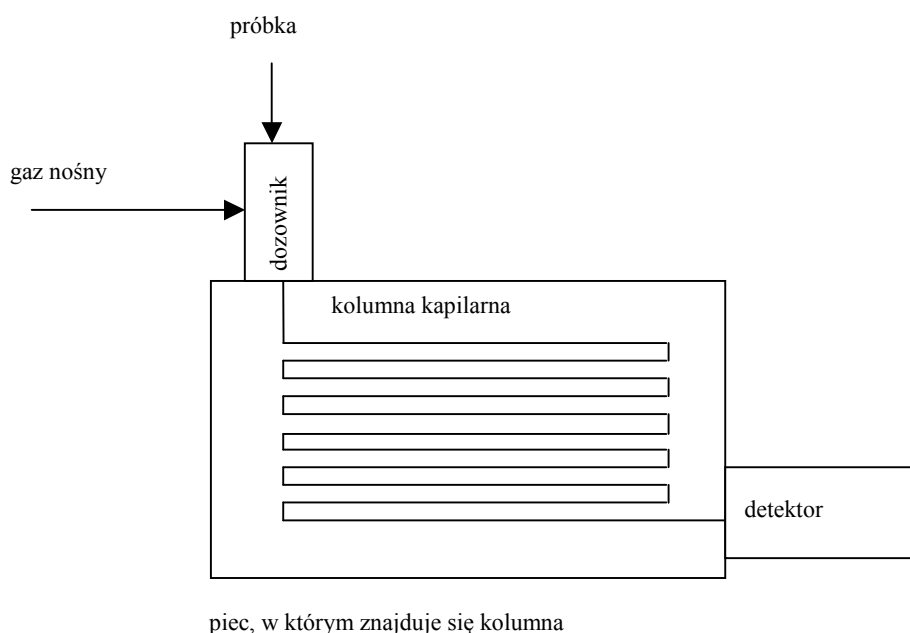 próbka
gaz nośny
dozownik
kolumna kapilarna
detektor
piec, w którym znajduje się kolumna